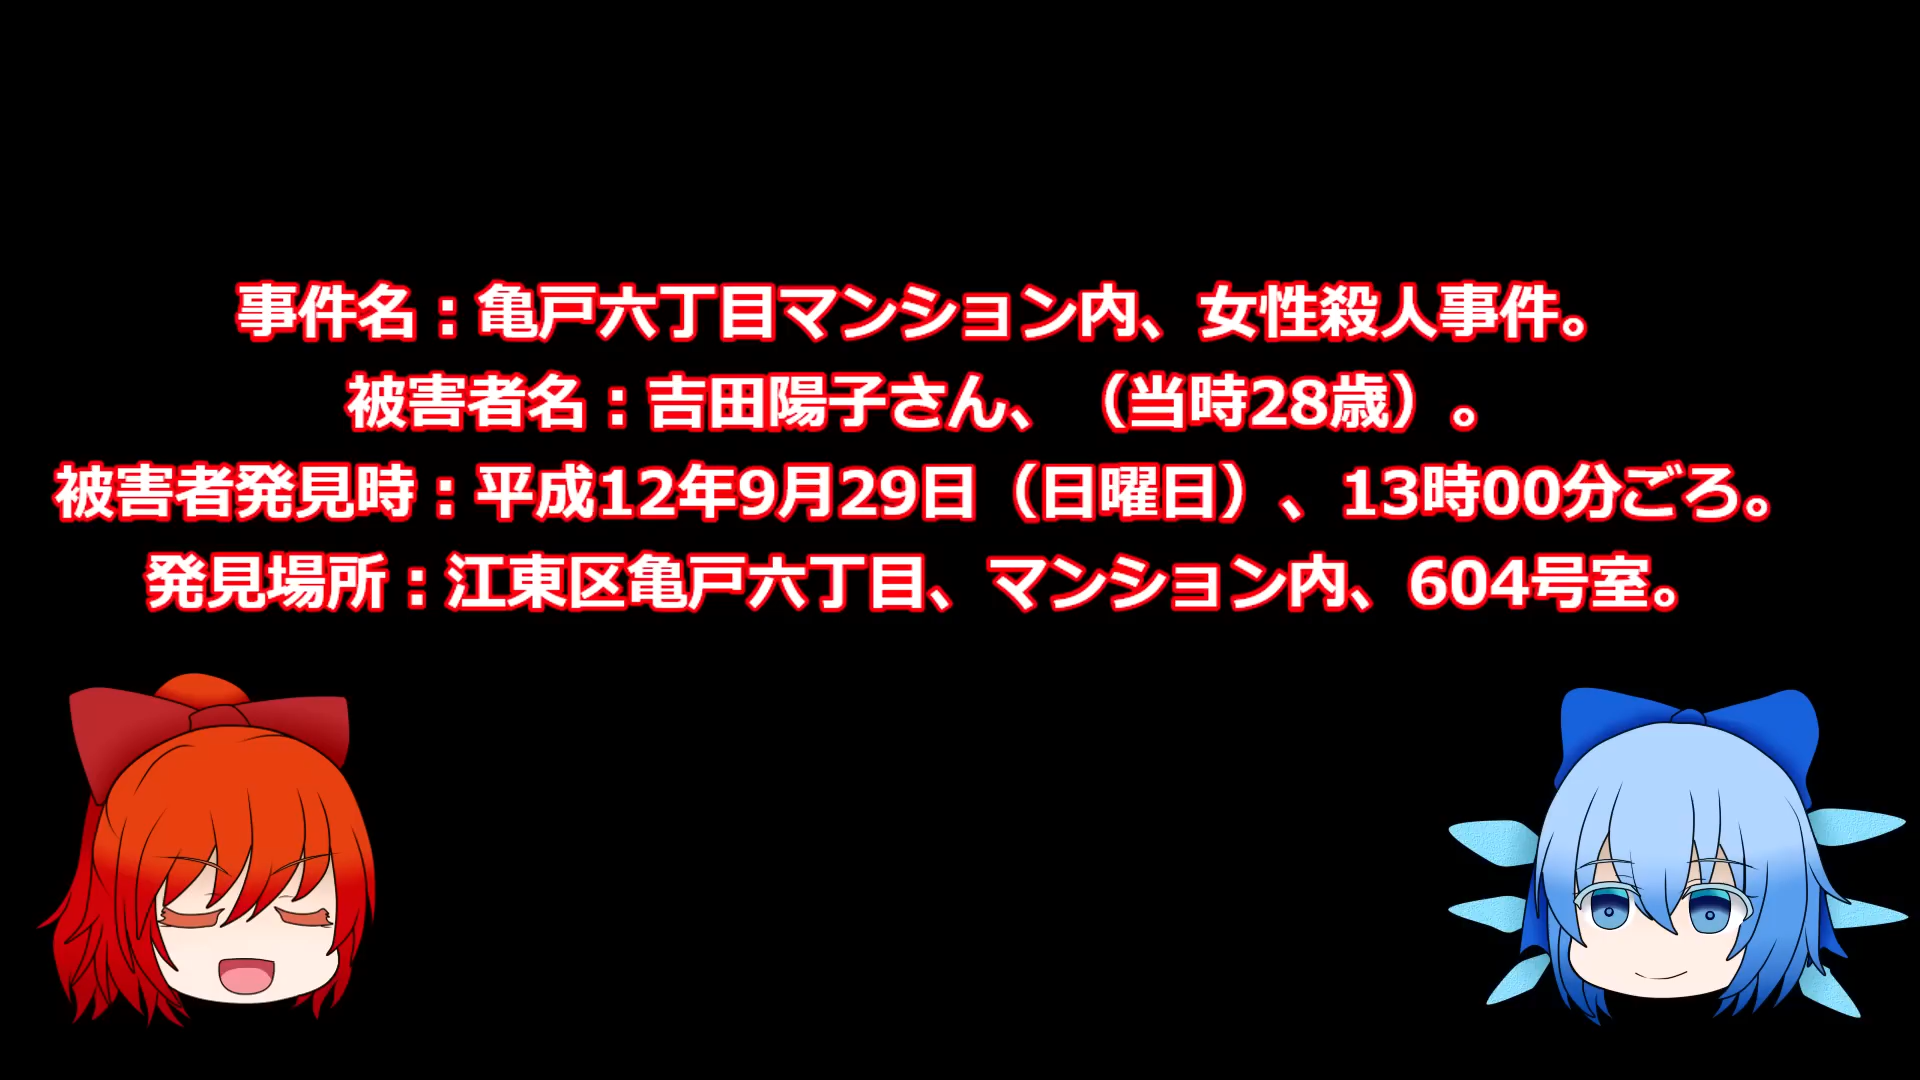 事件名：亀戸六丁目マンション内、女性殺人事件。
被害者名：吉田陽子さん、（当時28歳）。
被害者発見時：平成12年9月29日（日曜日）、13時00分ごろ。
発見場所：江東区亀戸六丁目、マンション内、604号室。